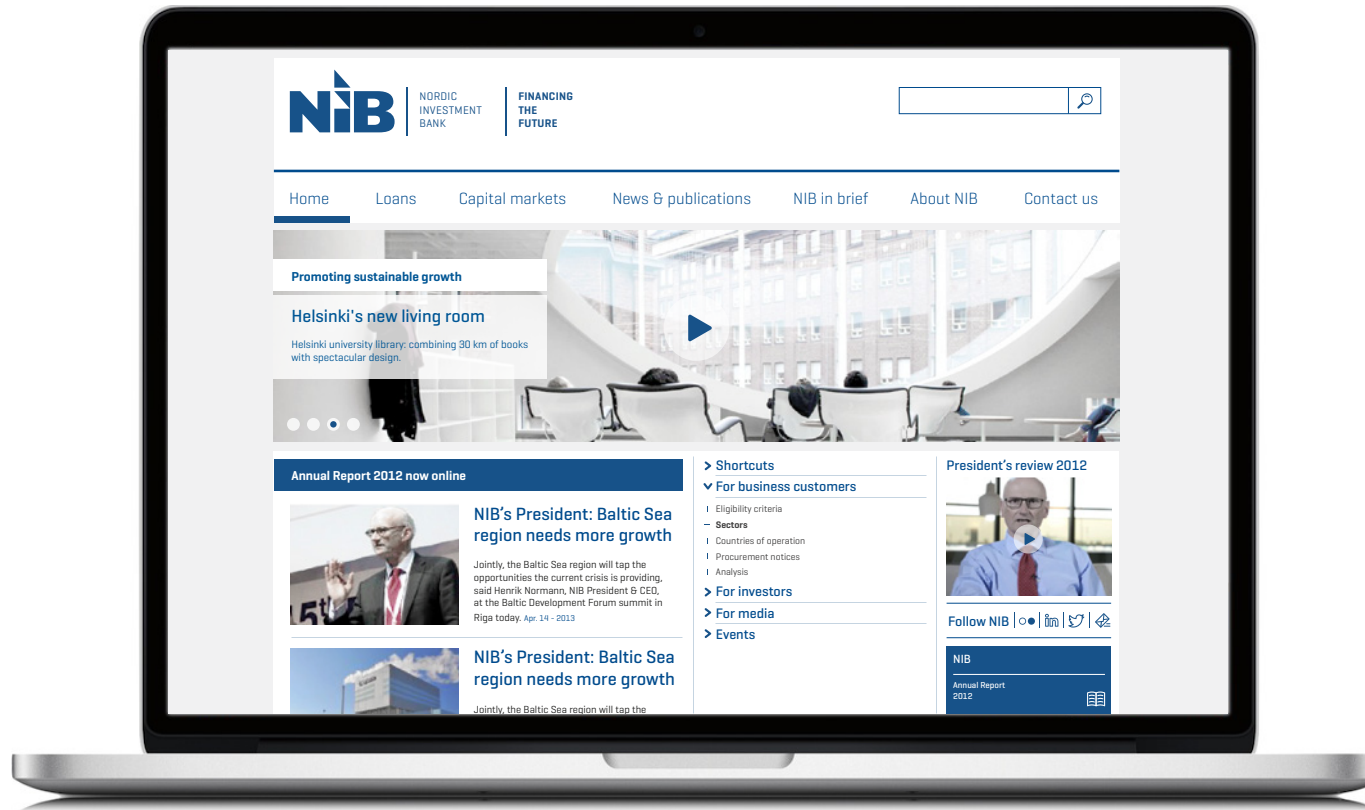 NiB
NORDIC
INVESTMENT
BANK
FINANCING
THE
FUTURE
Home
Loans
Capital markets
News & publications
NIB in brief
About NIB
Contact us
Promoting sustainable growth
Helsinki's new living room
Helsinki university library: combining 30 km of books
with spectacular design.
Annual Report 2012 now online
NIB's President: Baltic Sea
region needs more growth
Jointly, the Baltic Sea region will tap the
opportunities the current crisis is providing,
said Henrik Normann, NIB President & CEO,
at the Baltic Development Forum summit in
Riga today. Apr. 14 - 2013
NIB's President: Baltic Sea
region needs more growth
Jointly, the Baltic Sea region will tap the
Shortcuts
For business customers
Eligibility criteria
Sectors
Countries of operation
Procurement notices
Analysis
For investors
For media
Events
President's review 2012
Follow NIB
in
NIB
Annual Report
2012